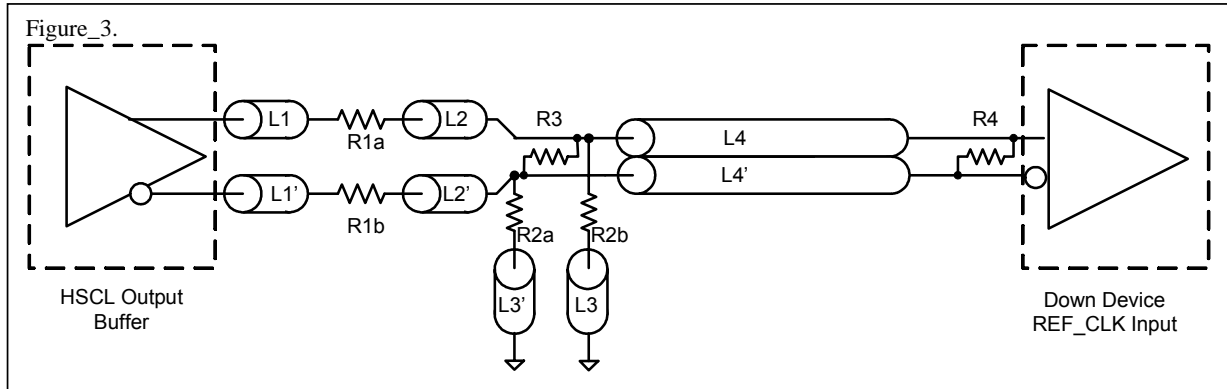 Figure_3.
L1
R1a
L2
R3
L4
R4
L1'
R1b
L2'
L4'
R2a
R2b
L3'
L3
HSCL Output
Buffer
Down Device
REF_CLK Input